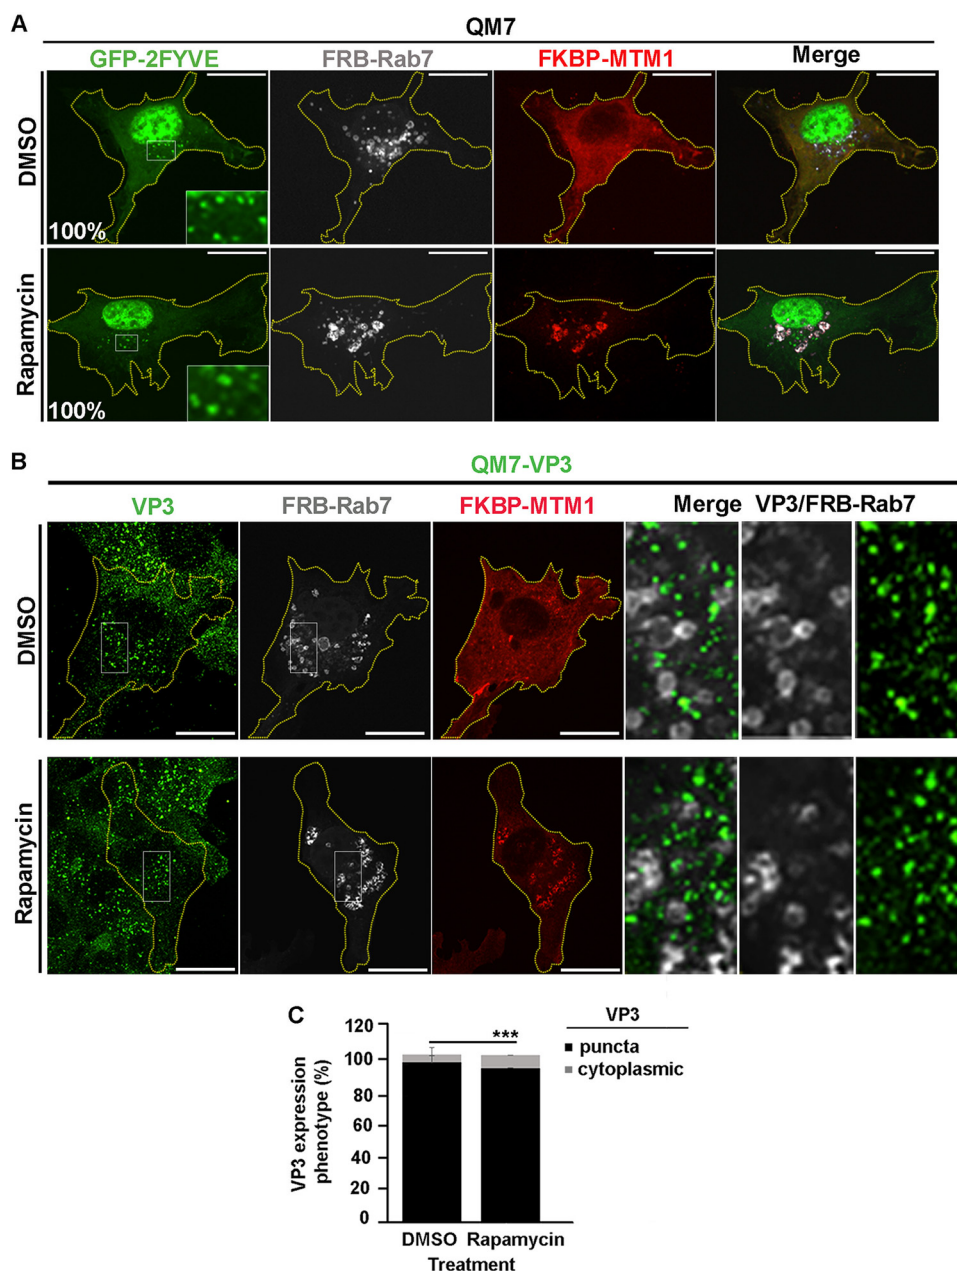 A
QM7
GFP-2FYVE FRB-Rab7 FKBP-MTM1 Merge
DMSO
100%
Rapamycin
100%
B
QM7-VP3
VP3 FRB-Rab7 FKBP-MTM1 Merge VP3/FRB-Rab7
DMSO
Rapamycin
C
VP3
puncta
cytoplasmic
***
VP3 expression
phenotype (%)
120
100
80
60
40
20
0
DMSO Rapamycin
Treatment